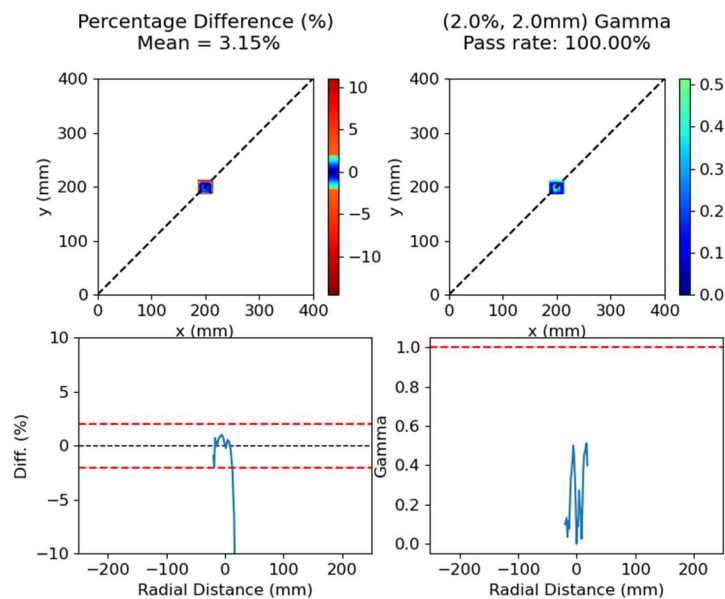 Percentage Difference (%)
Mean = 3.15%
(2.0%, 2.0mm) Gamma
Pass rate: 100.00%
400
300
200
100
0
y (mm)
0 100 200 300 400
x (mm)
10
5
0
−5
−10
400
300
200
100
0
y (mm)
0 100 200 300 400
x (mm)
0.5
0.4
0.3
0.2
0.1
0.0
10
5
0
−5
−10
Diff. (%)
−200 −100 0 100 200
Radial Distance (mm)
1.0
0.8
0.6
0.4
0.2
0.0
Gamma
−200 −100 0 100 200
Radial Distance (mm)